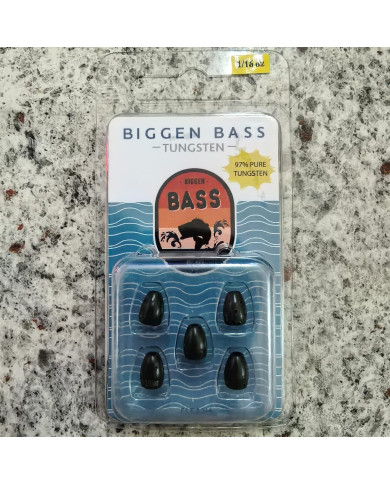 1/16 oz
BIGGEN BASS
TUNGSTEN
97% PURE
TUNGSTEN
BIGGEN
BASS